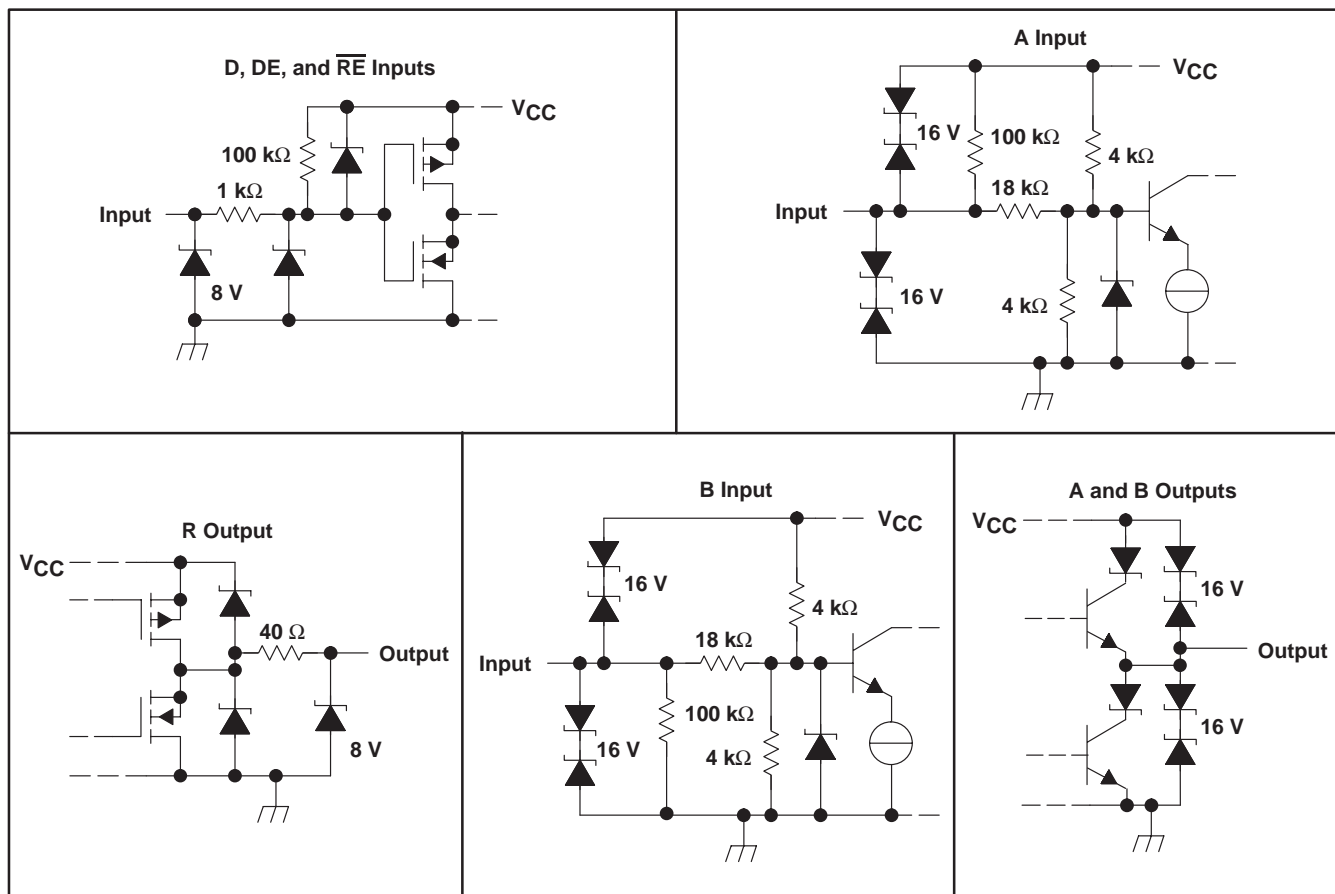 D, DE, and RE Inputs
VCC
100 kΩ
1 kΩ
Input
8 V
A Input
VCC
16 V
100 kΩ
4 kΩ
18 kΩ
Input
16 V
4 kΩ
R Output
VCC
40 Ω
Output
8 V
B Input
VCC
16 V
4 kΩ
18 kΩ
Input
100 kΩ
16 V
4 kΩ
A and B Outputs
VCC
16 V
Output
16 V